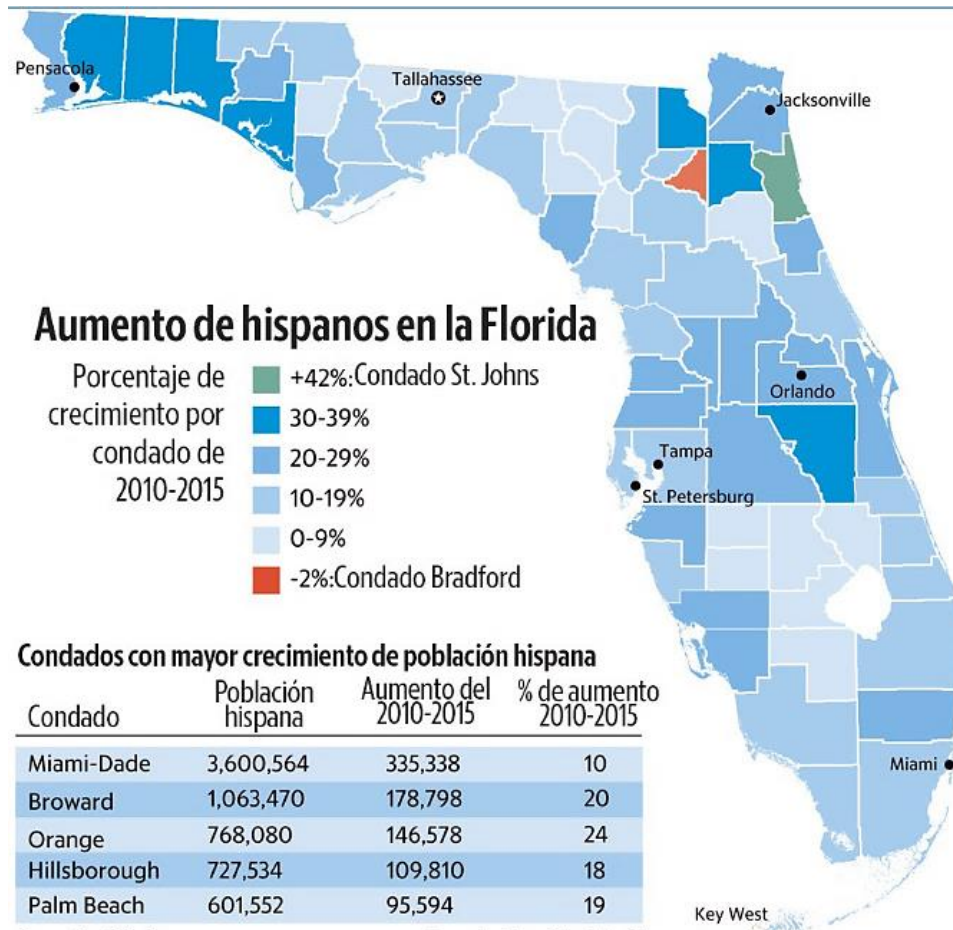 Pensacola
Tallahassee
Jacksonville
Aumento de hispanos en la Florida
Porcentaje de
crecimiento por
condado de
2010-2015
+42%:Condado St. Johns
30-39%
20-29%
10-19%
0-9%
-2%:Condado Bradford
Orlando
Tampa
St. Petersburg
Condados con mayor crecimiento de población hispana
Condado Población hispana Aumento del 2010-2015 % de aumento 2010-2015
Miami-Dade 3,600,564 335,338 10
Broward 1,063,470 178,798 20
Orange 768,080 146,578 24
Hillsborough 727,534 109,810 18
Palm Beach 601,552 95,594 19
Miami
Key West